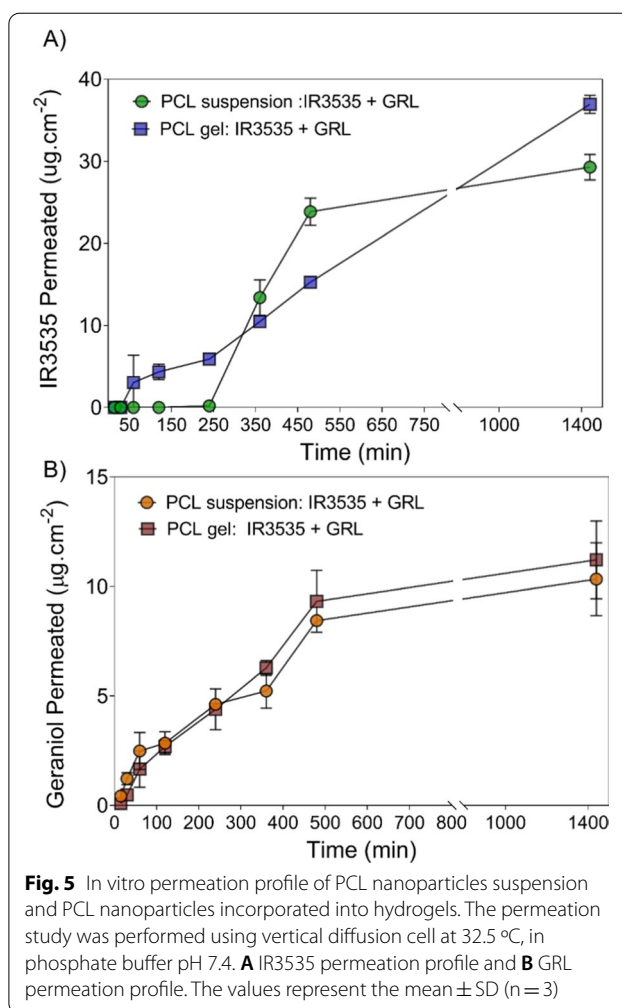 A)
40
30
20
10
0
IR3535 Permeated (ug.cm-2)
PCL suspension :IR3535 + GRL
PCL gel: IR3535 + GRL
50 150 250 350 450 550 650 750 1000 1400
Time (min)
B)
15
10
5
0
Geraniol Permeated (µg.cm-2)
PCL suspension: IR3535 + GRL
PCL gel: IR3535 + GRL
0 100 200 300 400 500 600 700 800 1000 1400
Time (min)
Fig. 5 In vitro permeation profile of PCL nanoparticles suspension
and PCL nanoparticles incorporated into hydrogels. The permeation
study was performed using vertical diffusion cell at 32.5 ºC, in
phosphate buffer pH 7.4. A IR3535 permeation profile and B GRL
permeation profile. The values represent the mean ± SD (n = 3)